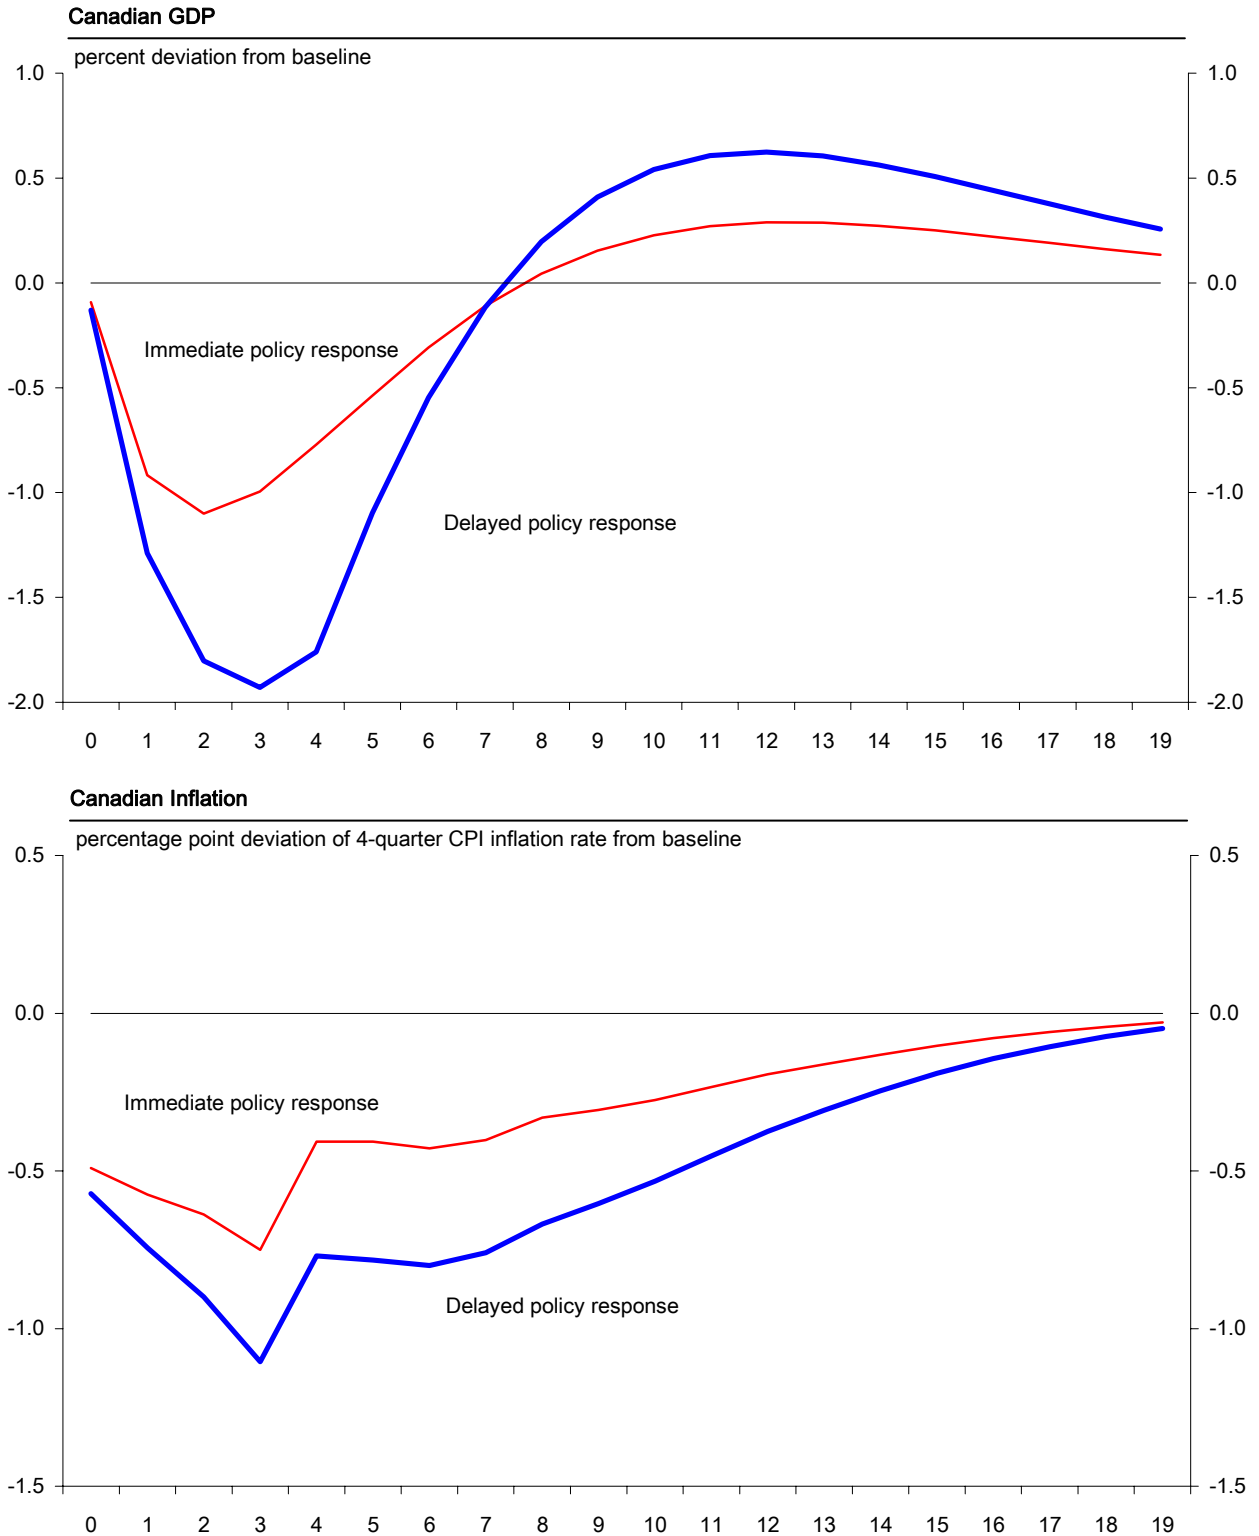 Canadian GDP
percent deviation from baseline
1.0 1.0
0.5 0.5
0.0 0.0
Immediate policy response
-0.5 -0.5
-1.0 -1.0
Delayed policy response
-1.5 -1.5
-2.0 -2.0
0 1 2 3 4 5 6 7 8 9 10 11 12 13 14 15 16 17 18 19
Canadian Inflation
percentage point deviation of 4-quarter CPI inflation rate from baseline
0.5 0.5
0.0 0.0
Immediate policy response
-0.5 -0.5
Delayed policy response
-1.0 -1.0
-1.5 -1.5
0 1 2 3 4 5 6 7 8 9 10 11 12 13 14 15 16 17 18 19